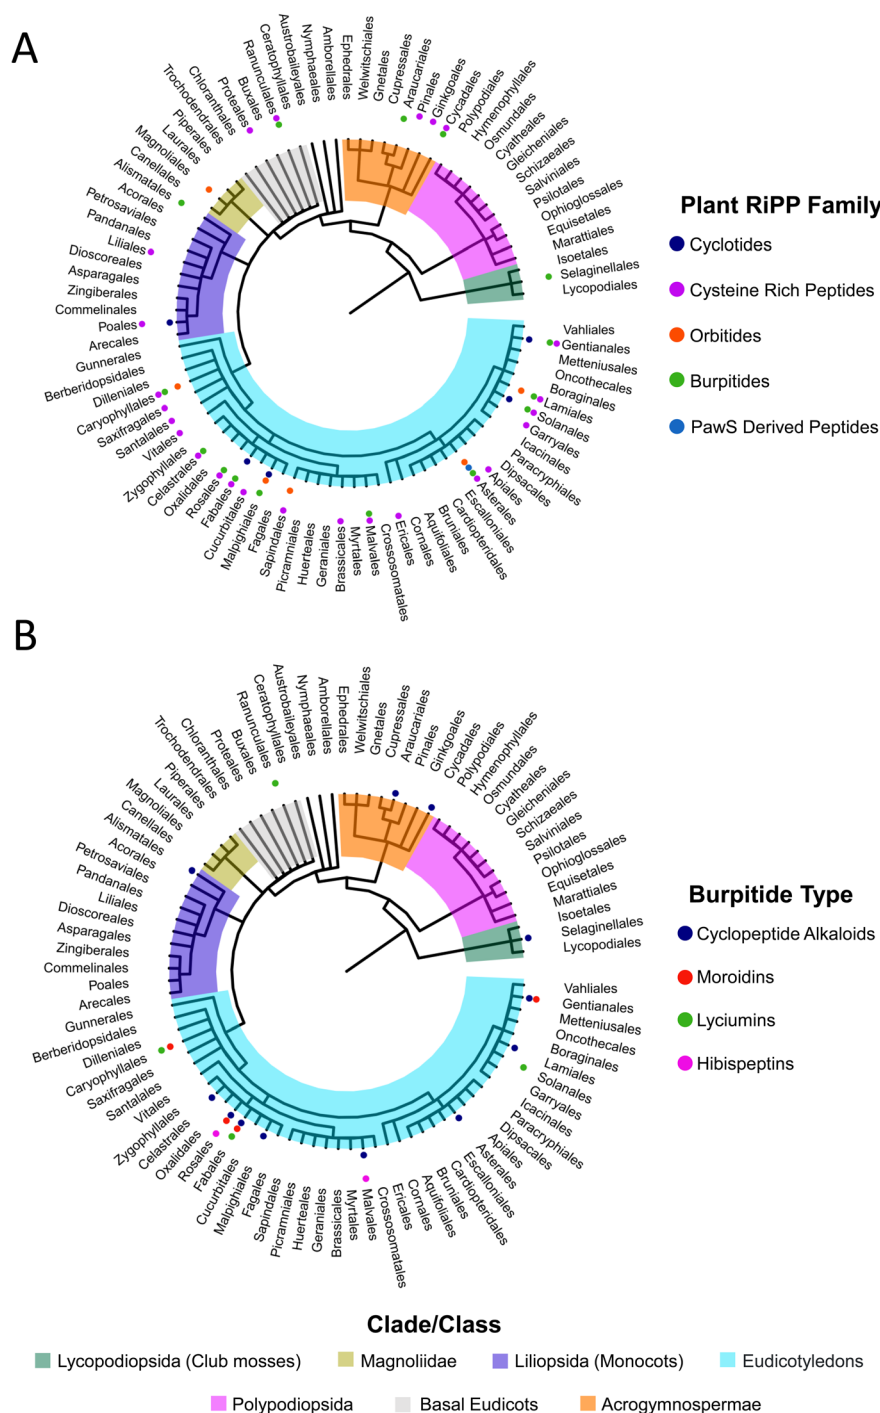 A
Lycopodiales
Selaginellales
Isoetales
Marattiales
Equisetales
Ophioglossales
Psilotales
Salviniales
Schizaeales
Gleicheniales
Cyatheales
Osmundales
Hymenophyllales
Polypodiales
Cycadales
Ginkgoales
Pinales
Araucariales
Cupressales
Gnetales
Welwitschiales
Ephedrales
Amborellales
Nymphaeales
Austrobaileyales
Ceratophyllales
Ranunculales
Buxales
Proteales
Chloranthales
Trochodendrales
Piperales
Laurales
Magnoliales
Canellales
Alismatales
Acorales
Petrosaviales
Pandanales
Liliales
Dioscoreales
Asparagales
Zingiberales
Commelinales
Poales
Arecales
Gunnerales
Berberidopsidales
Dilleniales
Caryophyllales
Saxifragales
Santalales
Vitales
Zygophyllales
Celastrales
Oxalidales
Rosales
Fabales
Cucurbitales
Malpighiales
Fagales
Sapindales
Picramniales
Huerteales
Geraniales
Brassicales
Myrtales
Malvales
Crossosomatales
Ericales
Cornales
Aquifoliales
Bruniales
Cardiopteridales
Escalloniales
Asterales
Apiales
Dipsacales
Paracryphiales
Icacinales
Garryales
Solanales
Lamiales
Boraginales
Oncothecales
Metteniusales
Gentianales
Vahliales
Plant RiPP Family
Cyclotides
Cysteine Rich Peptides
Orbitides
Burpitides
PawS Derived Peptides
B
Lycopodiales
Selaginellales
Isoetales
Marattiales
Equisetales
Ophioglossales
Psilotales
Salviniales
Schizaeales
Gleicheniales
Cyatheales
Osmundales
Hymenophyllales
Polypodiales
Cycadales
Ginkgoales
Pinales
Araucariales
Cupressales
Gnetales
Welwitschiales
Ephedrales
Amborellales
Nymphaeales
Austrobaileyales
Ceratophyllales
Ranunculales
Buxales
Proteales
Chloranthales
Trochodendrales
Piperales
Laurales
Magnoliales
Canellales
Alismatales
Acorales
Petrosaviales
Pandanales
Liliales
Dioscoreales
Asparagales
Zingiberales
Commelinales
Poales
Arecales
Gunnerales
Berberidopsidales
Dilleniales
Caryophyllales
Saxifragales
Santalales
Vitales
Zygophyllales
Celastrales
Oxalidales
Rosales
Fabales
Cucurbitales
Malpighiales
Fagales
Sapindales
Picramniales
Huerteales
Geraniales
Brassicales
Myrtales
Malvales
Crossosomatales
Ericales
Cornales
Aquifoliales
Bruniales
Cardiopteridales
Escalloniales
Asterales
Apiales
Dipsacales
Paracryphiales
Icacinales
Garryales
Solanales
Lamiales
Boraginales
Oncothecales
Metteniusales
Gentianales
Vahliales
Burpitide Type
Cyclopeptide Alkaloids
Moroidins
Lyciumins
Hibispeptins
Clade/Class
Lycopodiopsida (Club mosses) Magnoliidae Liliopsida (Monocots) Eudicotyledons
Polypodiopsida Basal Eudicots Acrogymnospermae